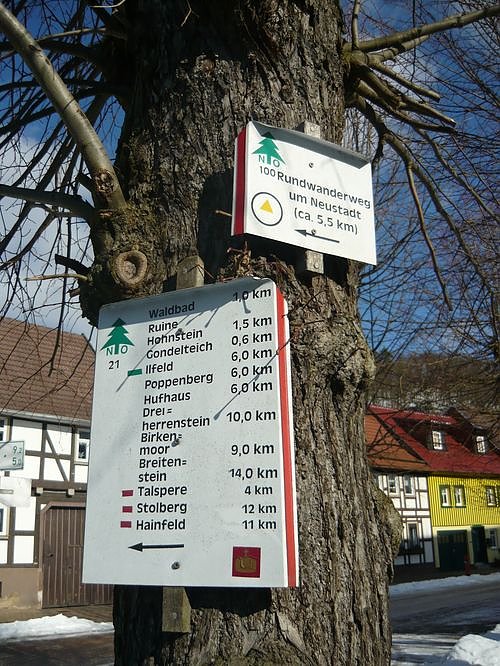 N O
100 Rundwanderweg
um Neustadt
(ca. 5,5 km)
N O
21
Waldbad 1,0 km
Ruine
Hohnstein 1,5 km
Gondelteich 0,6 km
Ilfeld 6,0 km
Poppenberg 6,0 km
Hufhaus 6,0 km
Drei=
herrenstein 10,0 km
Birken=
moor 9,0 km
Breiten=
stein 14,0 km
Talspere 4 km
Stolberg 12 km
Hainfeld 11 km